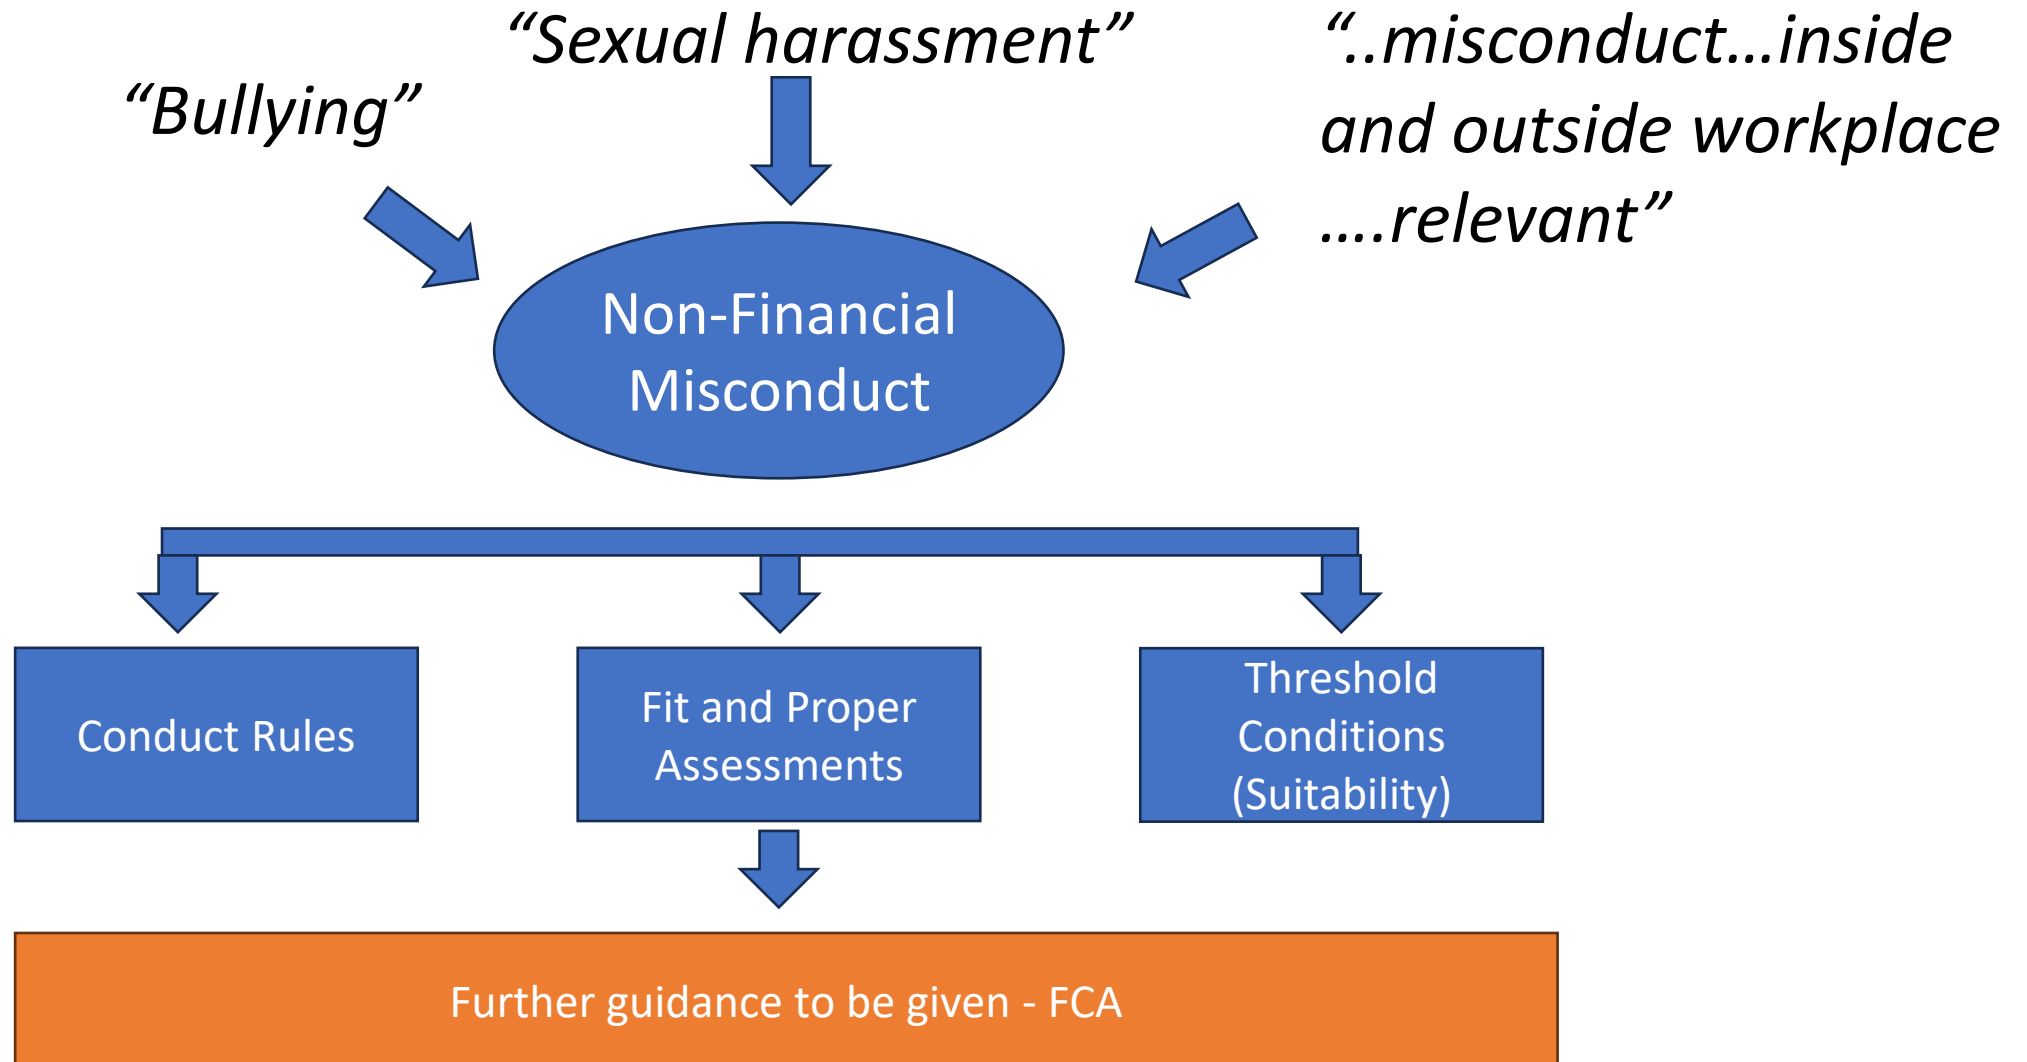 “Sexual harassment”
“Bullying”
“..misconduct...inside
and outside workplace
….relevant”
Non-Financial
Misconduct
Conduct Rules
Fit and Proper
Assessments
Threshold
Conditions
(Suitability)
Further guidance to be given - FCA